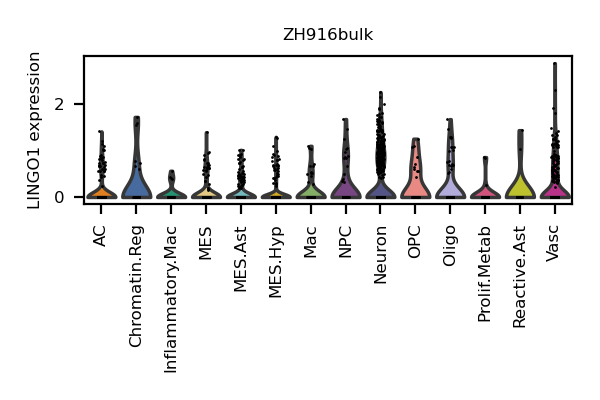 ZH916bulk
LINGO1 expression
2
0
AC
Chromatin.Reg
Inflammatory.Mac
MES
MES.Ast
MES.Hyp
Mac
NPC
Neuron
OPC
Oligo
Prolif.Metab
Reactive.Ast
Vasc